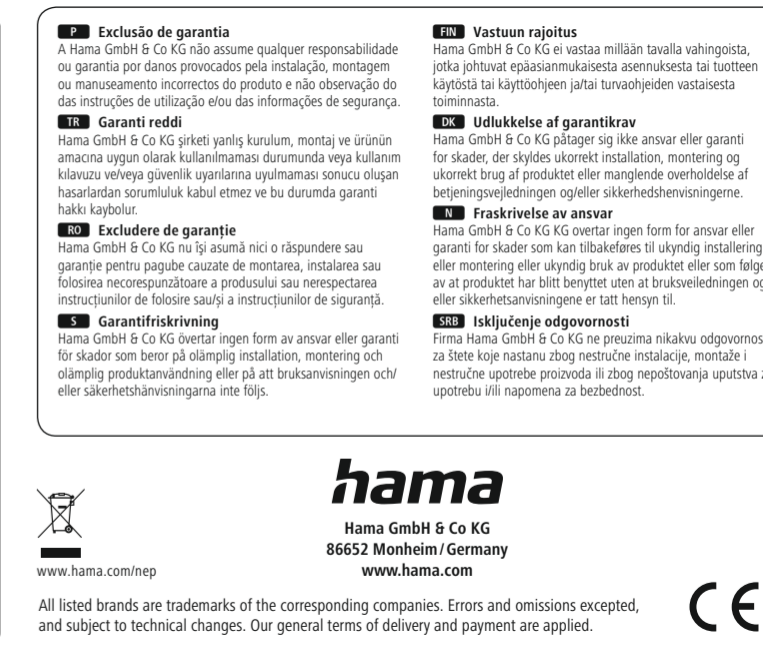 P Exclusão de garantia
A Hama GmbH & Co KG não assume qualquer responsabilidade
ou garantia por danos provocados pela instalação, montagem
ou manuseamento incorrectos do produto e não observação do
das instruções de utilização e/ou das informações de segurança.
TR Garanti reddi
Hama GmbH & Co KG şirketi yanlış kurulum, montaj ve ürünün
amacına uygun olarak kullanılmaması durumunda veya kullanım
kılavuzu ve/veya güvenlik uyarılarına uyulmaması sonucu oluşan
hasarlardan sorumluluk kabul etmez ve bu durumda garanti
hakkı kaybolur.
RO Excludere de garanție
Hama GmbH & Co KG nu își asumă nici o răspundere sau
garanție pentru pagube cauzate de montarea, instalarea sau
folosirea necorespunzătoare a produsului sau nerespectarea
instrucțiunilor de folosire sau/și a instrucțiunilor de siguranță.
S Garantifriskrivning
Hama GmbH & Co KG övertar ingen form av ansvar eller garanti
för skador som beror på olämplig installation, montering och
olämplig produktanvändning eller på att bruksanvisningen och/
eller säkerhetshänvisningarna inte följs.
FIN Vastuun rajoitus
Hama GmbH & Co KG ei vastaa millään tavalla vahingoista,
jotka johtuvat epäasianmukaisesta asennuksesta tai tuotteen
käytöstä tai käyttöohjeen ja/tai turvaohjeiden vastaisesta
toiminnasta.
DK Udlukkelse af garantikrav
Hama GmbH & Co KG påtager sig ikke ansvar eller garanti
for skader, der skyldes ukorrekt installation, montering og
ukorrekt brug af produktet eller manglende overholdelse af
betjeningsvejledningen og/eller sikkerhedshenvisningerne.
N Fraskrivelse av ansvar
Hama GmbH & Co KG KG overtar ingen form for ansvar eller
garanti for skader som kan tilbakeføres til ukyndig installering
eller montering eller ukyndig bruk av produktet eller som følge
av at produktet har blitt benyttet uten at bruksveiledningen og
eller sikkerhetsanvisningene er tatt hensyn til.
SRB Isključenje odgovornosti
Firma Hama GmbH & Co KG ne preuzima nikakvu odgovornos
za štete koje nastanu zbog nestručne instalacije, montaže i
nestručne upotrebe proizvoda ili zbog nepoštovanja uputstva z
upotrebu i/ili napomena za bezbednost.
www.hama.com/nep
hama
Hama GmbH & Co KG
86652 Monheim / Germany
www.hama.com
All listed brands are trademarks of the corresponding companies. Errors and omissions excepted,
and subject to technical changes. Our general terms of delivery and payment are applied.
CE